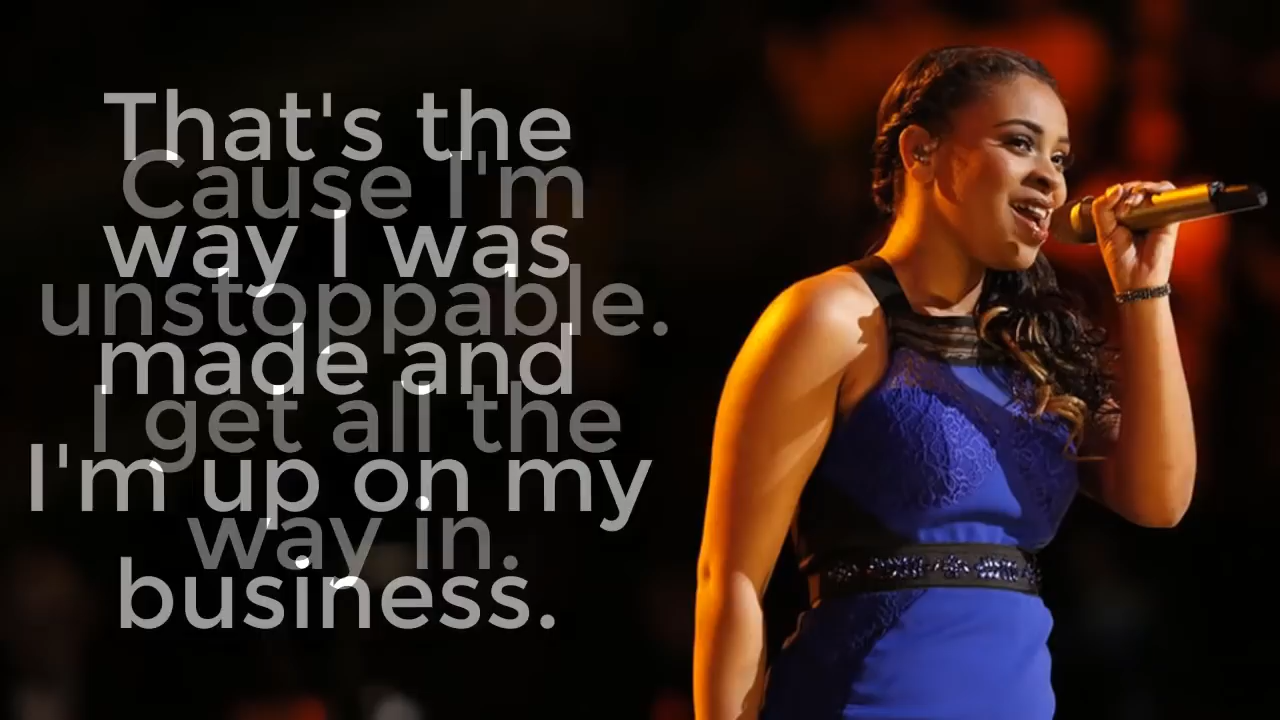 That's the
way I was
made and
I'm up on my
business.
Cause I'm
unstoppable.
I get all the
way in.